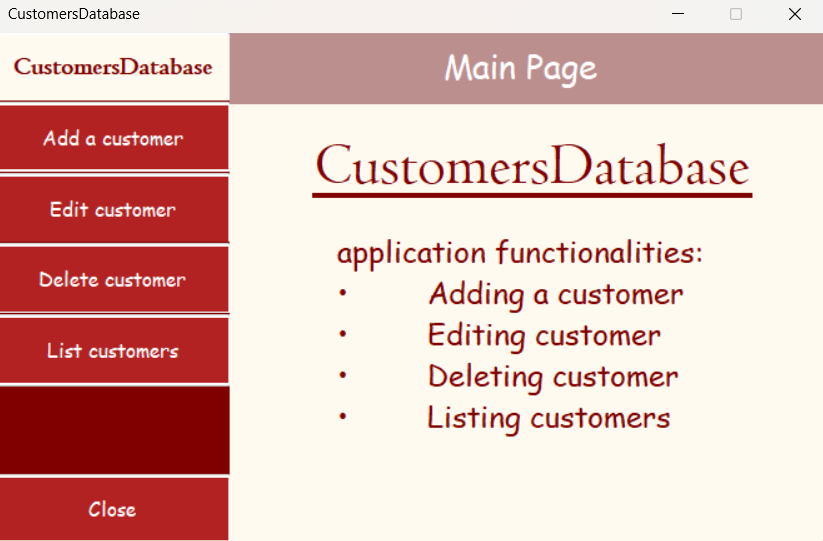 CustomersDatabase
CustomersDatabase
Main Page
Add a customer
Edit customer
Delete customer
List customers
Close
CustomersDatabase
application functionalities:
• Adding a customer
• Editing customer
• Deleting customer
• Listing customers